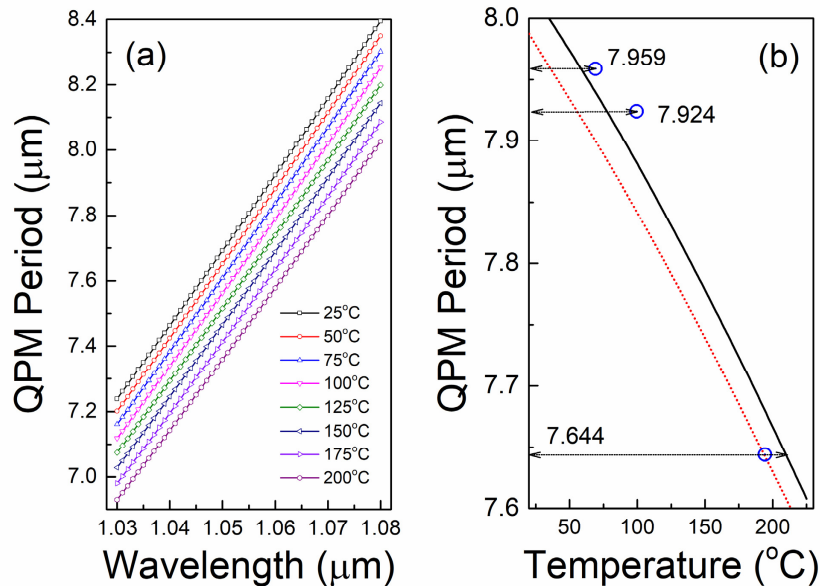 (a)
QPM Period (μm)
8.4
8.2
8.0
7.8
7.6
7.4
7.2
7.0
25°C
50°C
75°C
100°C
125°C
150°C
175°C
200°C
1.03 1.04 1.05 1.06 1.07 1.08
Wavelength (μm)
(b)
QPM Period (μm)
8.0
7.9
7.8
7.7
7.6
7.959
7.924
7.644
50 100 150 200
Temperature (°C)